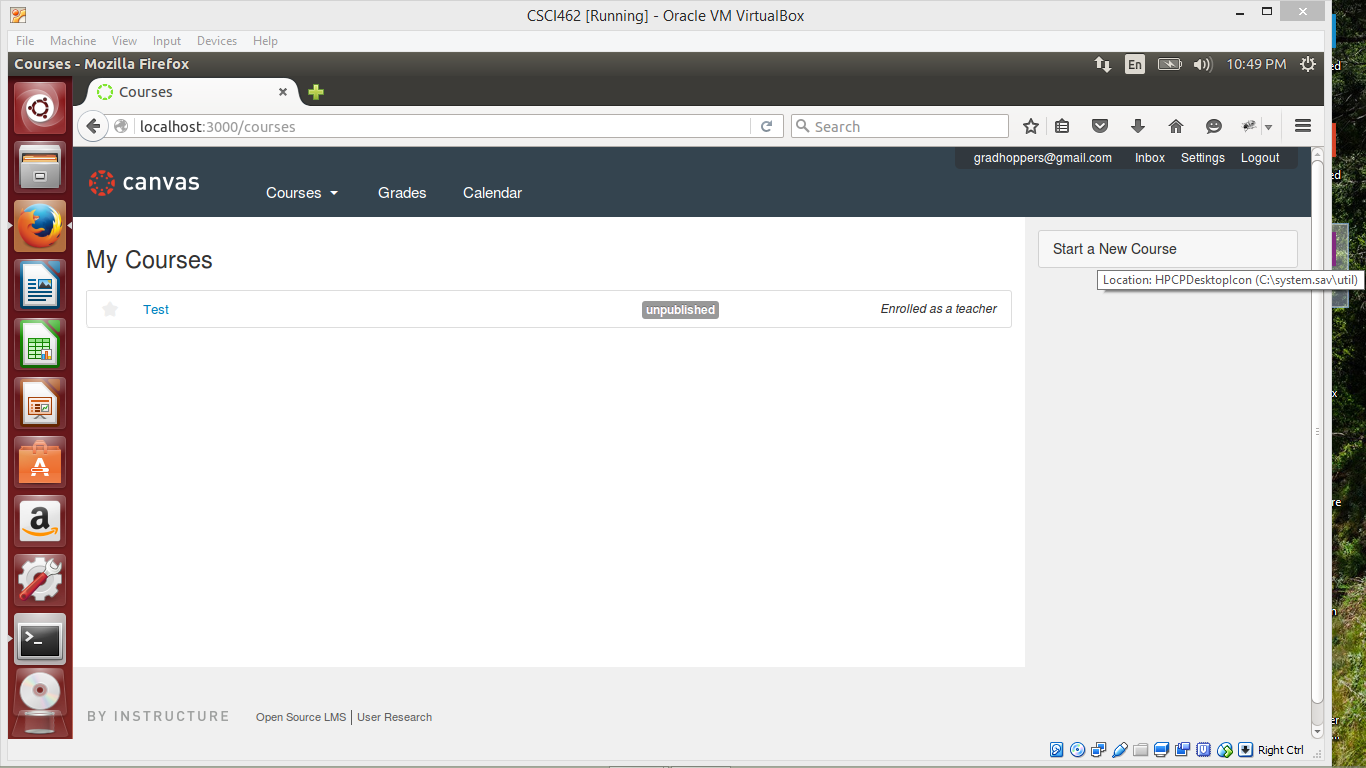 CSCI462 [Running] - Oracle VM VirtualBox
File Machine View Input Devices Help
Courses - Mozilla Firefox
En
10:49 PM
Courses
localhost:3000/courses
Search
gradhoppers@gmail.com Inbox Settings Logout
canvas
Courses Grades Calendar
My Courses
Start a New Course
Location: HPCPDesktopIcon (C:\system.sav\util)
Test unpublished Enrolled as a teacher
BY INSTRUCTURE Open Source LMS | User Research
Right Ctrl